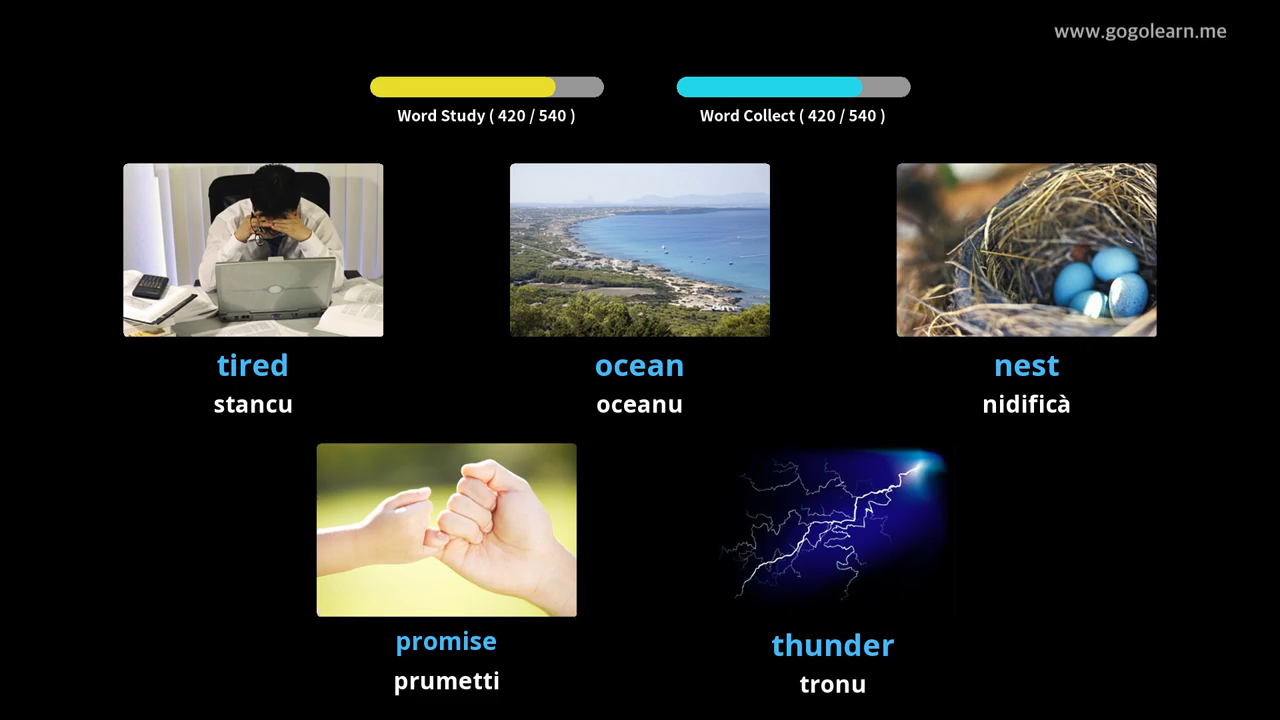 www.gogolearn.me
Word Study ( 420 / 540 )
Word Collect ( 420 / 540 )
tired
stancu
ocean
oceanu
nest
nidificà
promise
prumetti
thunder
tronu